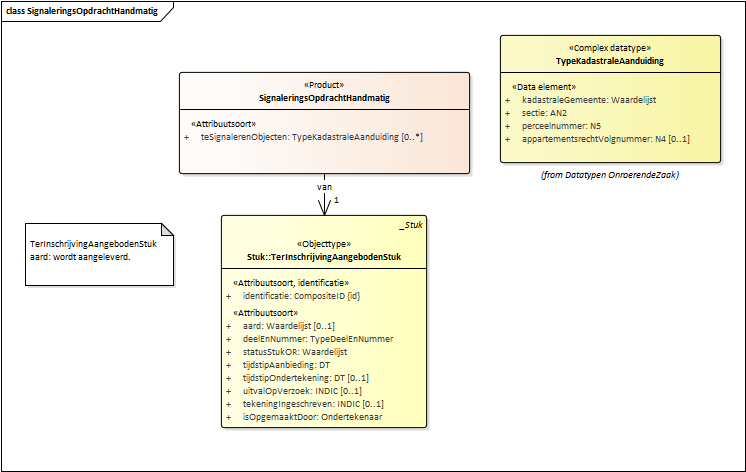 class SignaleringsOpdrachtHandmatig
«Product»
SignaleringsOpdrachtHandmatig
«Attribuutsoort»
+ teSignalerenObjecten: TypeKadastraleAanduiding [0..*]
«Complex datatype»
TypeKadastraleAanduiding
«Data element»
+ kadastraleGemeente: Waardelijst
+ sectie: AN2
+ perceelnummer: N5
+ appartementsrechtVolgnummer: N4 [0..1]
(from Datatypen OnroerendeZaak)
van
1
TerInschrijvingAangebodenStuk
aard: wordt aangeleverd.
_Stuk
«Objecttype»
Stuk::TerInschrijvingAangebodenStuk
«Attribuutsoort, identificatie»
+ identificatie: CompositeID {id}
«Attribuutsoort»
+ aard: Waardelijst [0..1]
+ deelEnNummer: TypeDeelEnNummer
+ statusStukOR: Waardelijst
+ tijdstipAanbieding: DT
+ tijdstipOndertekening: DT [0..1]
+ uitvalOpVerzoek: INDIC [0..1]
+ tekeningIngeschreven: INDIC [0..1]
+ isOpgemaaktDoor: Ondertekenaar